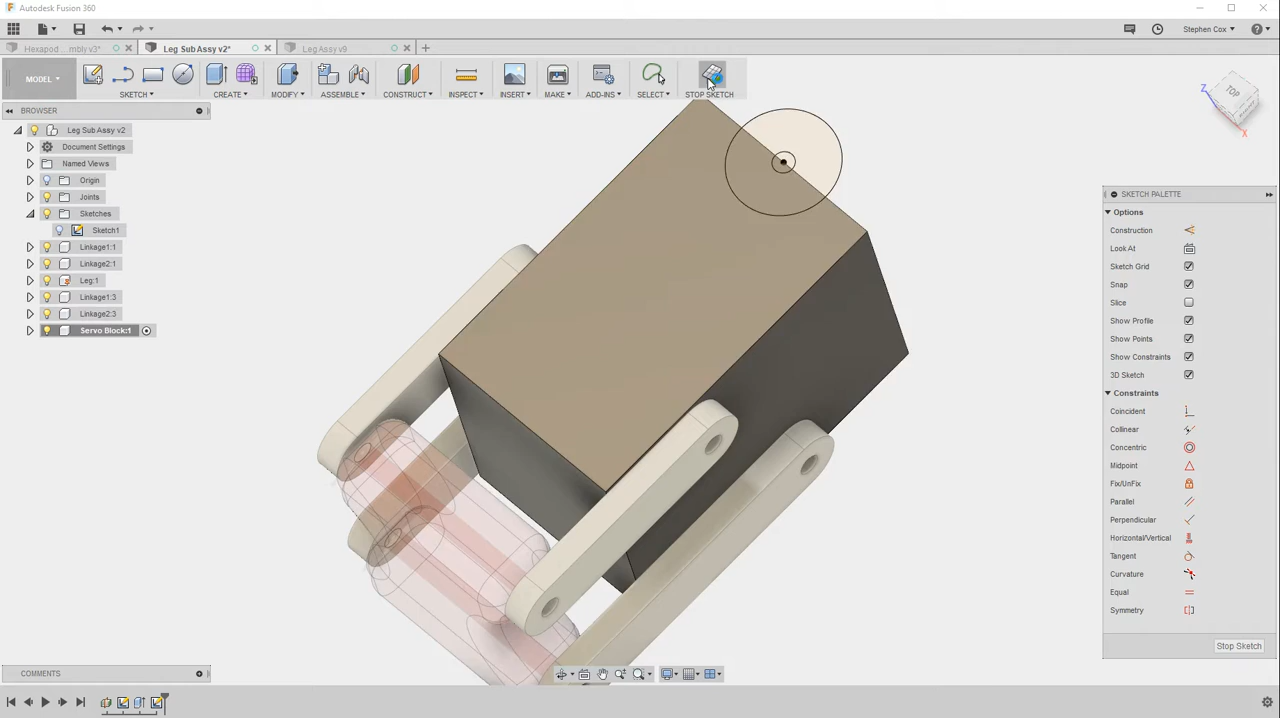 Autodesk Fusion 360
Stephen Cox
Hexapod ...mbly v3*
Leg Sub Assy v2*
Leg Assy v9
MODEL
SKETCH
CREATE
MODIFY
ASSEMBLE
CONSTRUCT
INSPECT
INSERT
MAKE
ADD-INS
SELECT
STOP SKETCH
BROWSER
Leg Sub Assy v2
Document Settings
Named Views
Origin
Joints
Sketches
Sketch1
Linkage1:1
Linkage2:1
Leg:1
Linkage1:3
Linkage2:3
Servo Block:1
TOP
Z
X
SKETCH PALETTE
Options
Construction
Look At
Sketch Grid
Snap
Slice
Show Profile
Show Points
Show Constraints
3D Sketch
Constraints
Coincident
Collinear
Concentric
Midpoint
Fix/UnFix
Parallel
Perpendicular
Horizontal/Vertical
Tangent
Curvature
Equal
Symmetry
Stop Sketch
COMMENTS